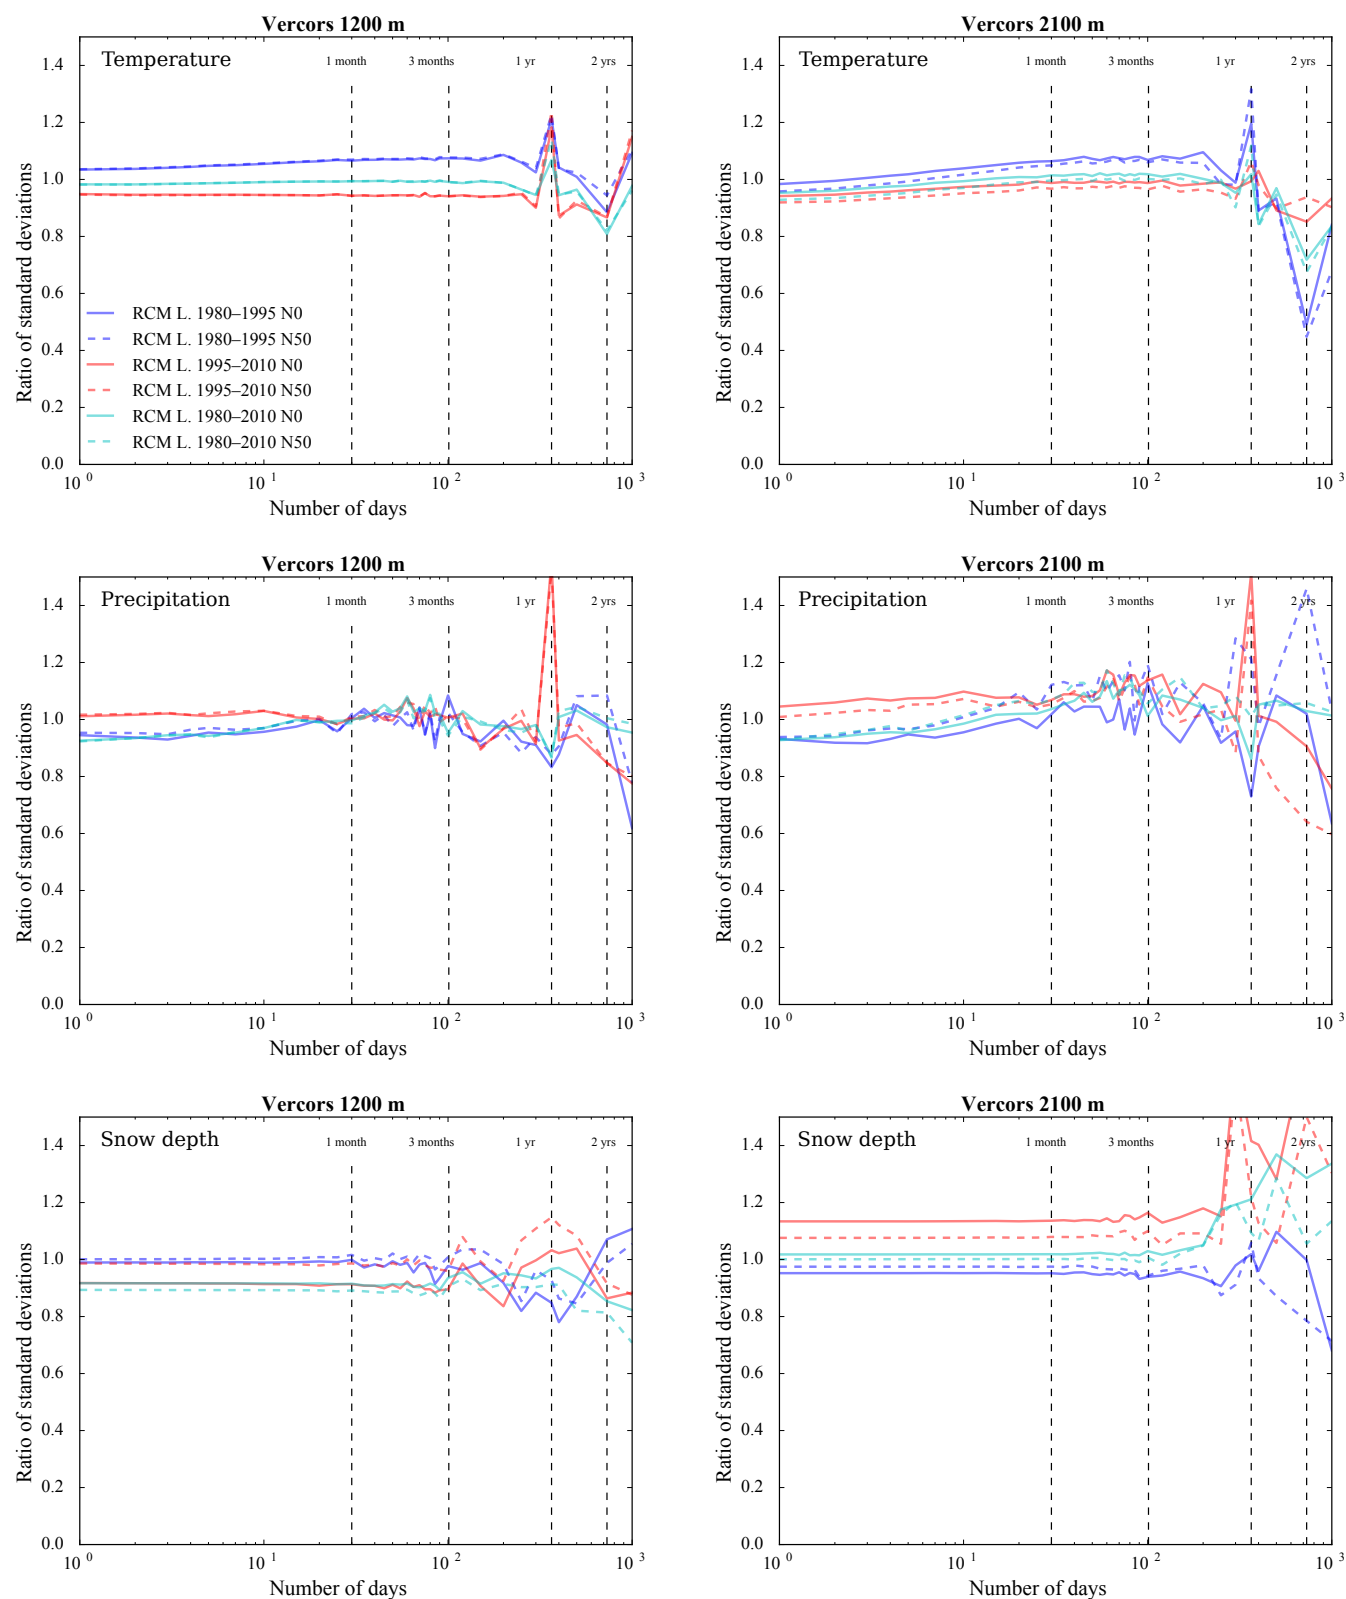 Vercors 1200 m
Temperature
1 month 3 months 1 yr 2 yrs
Ratio of standard deviations
1.4
1.2
1.0
0.8
0.6
0.4
0.2
0.0
RCM L. 1980–1995 N0
RCM L. 1980–1995 N50
RCM L. 1995–2010 N0
RCM L. 1995–2010 N50
RCM L. 1980–2010 N0
RCM L. 1980–2010 N50
10^0 10^1 10^2 10^3
Number of days
Vercors 2100 m
Temperature
1 month 3 months 1 yr 2 yrs
Ratio of standard deviations
1.4
1.2
1.0
0.8
0.6
0.4
0.2
0.0
10^0 10^1 10^2 10^3
Number of days
Vercors 1200 m
Precipitation
1 month 3 months 1 yr 2 yrs
Ratio of standard deviations
1.4
1.2
1.0
0.8
0.6
0.4
0.2
0.0
10^0 10^1 10^2 10^3
Number of days
Vercors 2100 m
Precipitation
1 month 3 months 1 yr 2 yrs
Ratio of standard deviations
1.4
1.2
1.0
0.8
0.6
0.4
0.2
0.0
10^0 10^1 10^2 10^3
Number of days
Vercors 1200 m
Snow depth
1 month 3 months 1 yr 2 yrs
Ratio of standard deviations
1.4
1.2
1.0
0.8
0.6
0.4
0.2
0.0
10^0 10^1 10^2 10^3
Number of days
Vercors 2100 m
Snow depth
1 month 3 months 1 yr 2 yrs
Ratio of standard deviations
1.4
1.2
1.0
0.8
0.6
0.4
0.2
0.0
10^0 10^1 10^2 10^3
Number of days